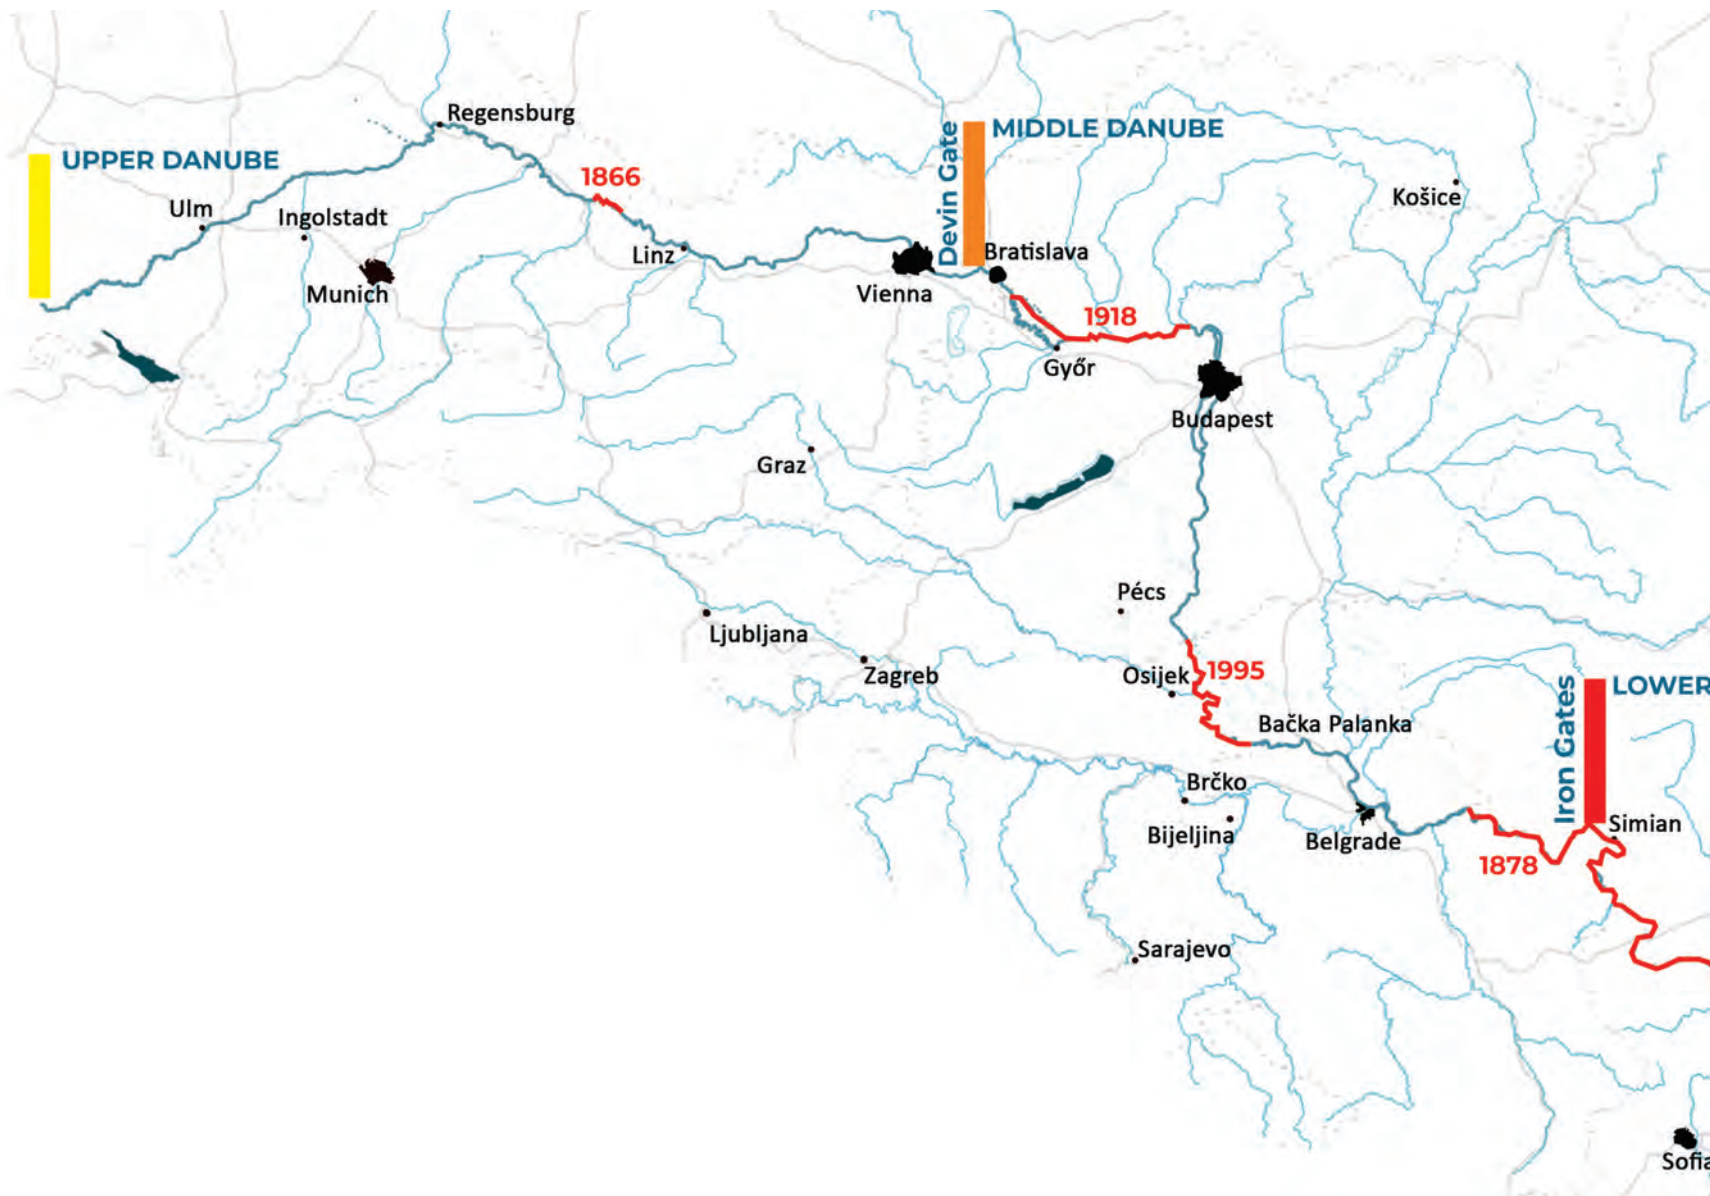 Regensburg
UPPER DANUBE
Devin Gate
MIDDLE DANUBE
1866
Ulm
Ingolstadt
Košice
Munich
Linz
Vienna
Bratislava
1918
Győr
Budapest
Graz
Pécs
Ljubljana
Zagreb
Osijek
1995
Bačka Palanka
Iron Gates
LOWER
Brčko
Bijeljina
Belgrade
Simian
1878
Sarajevo
Sofia